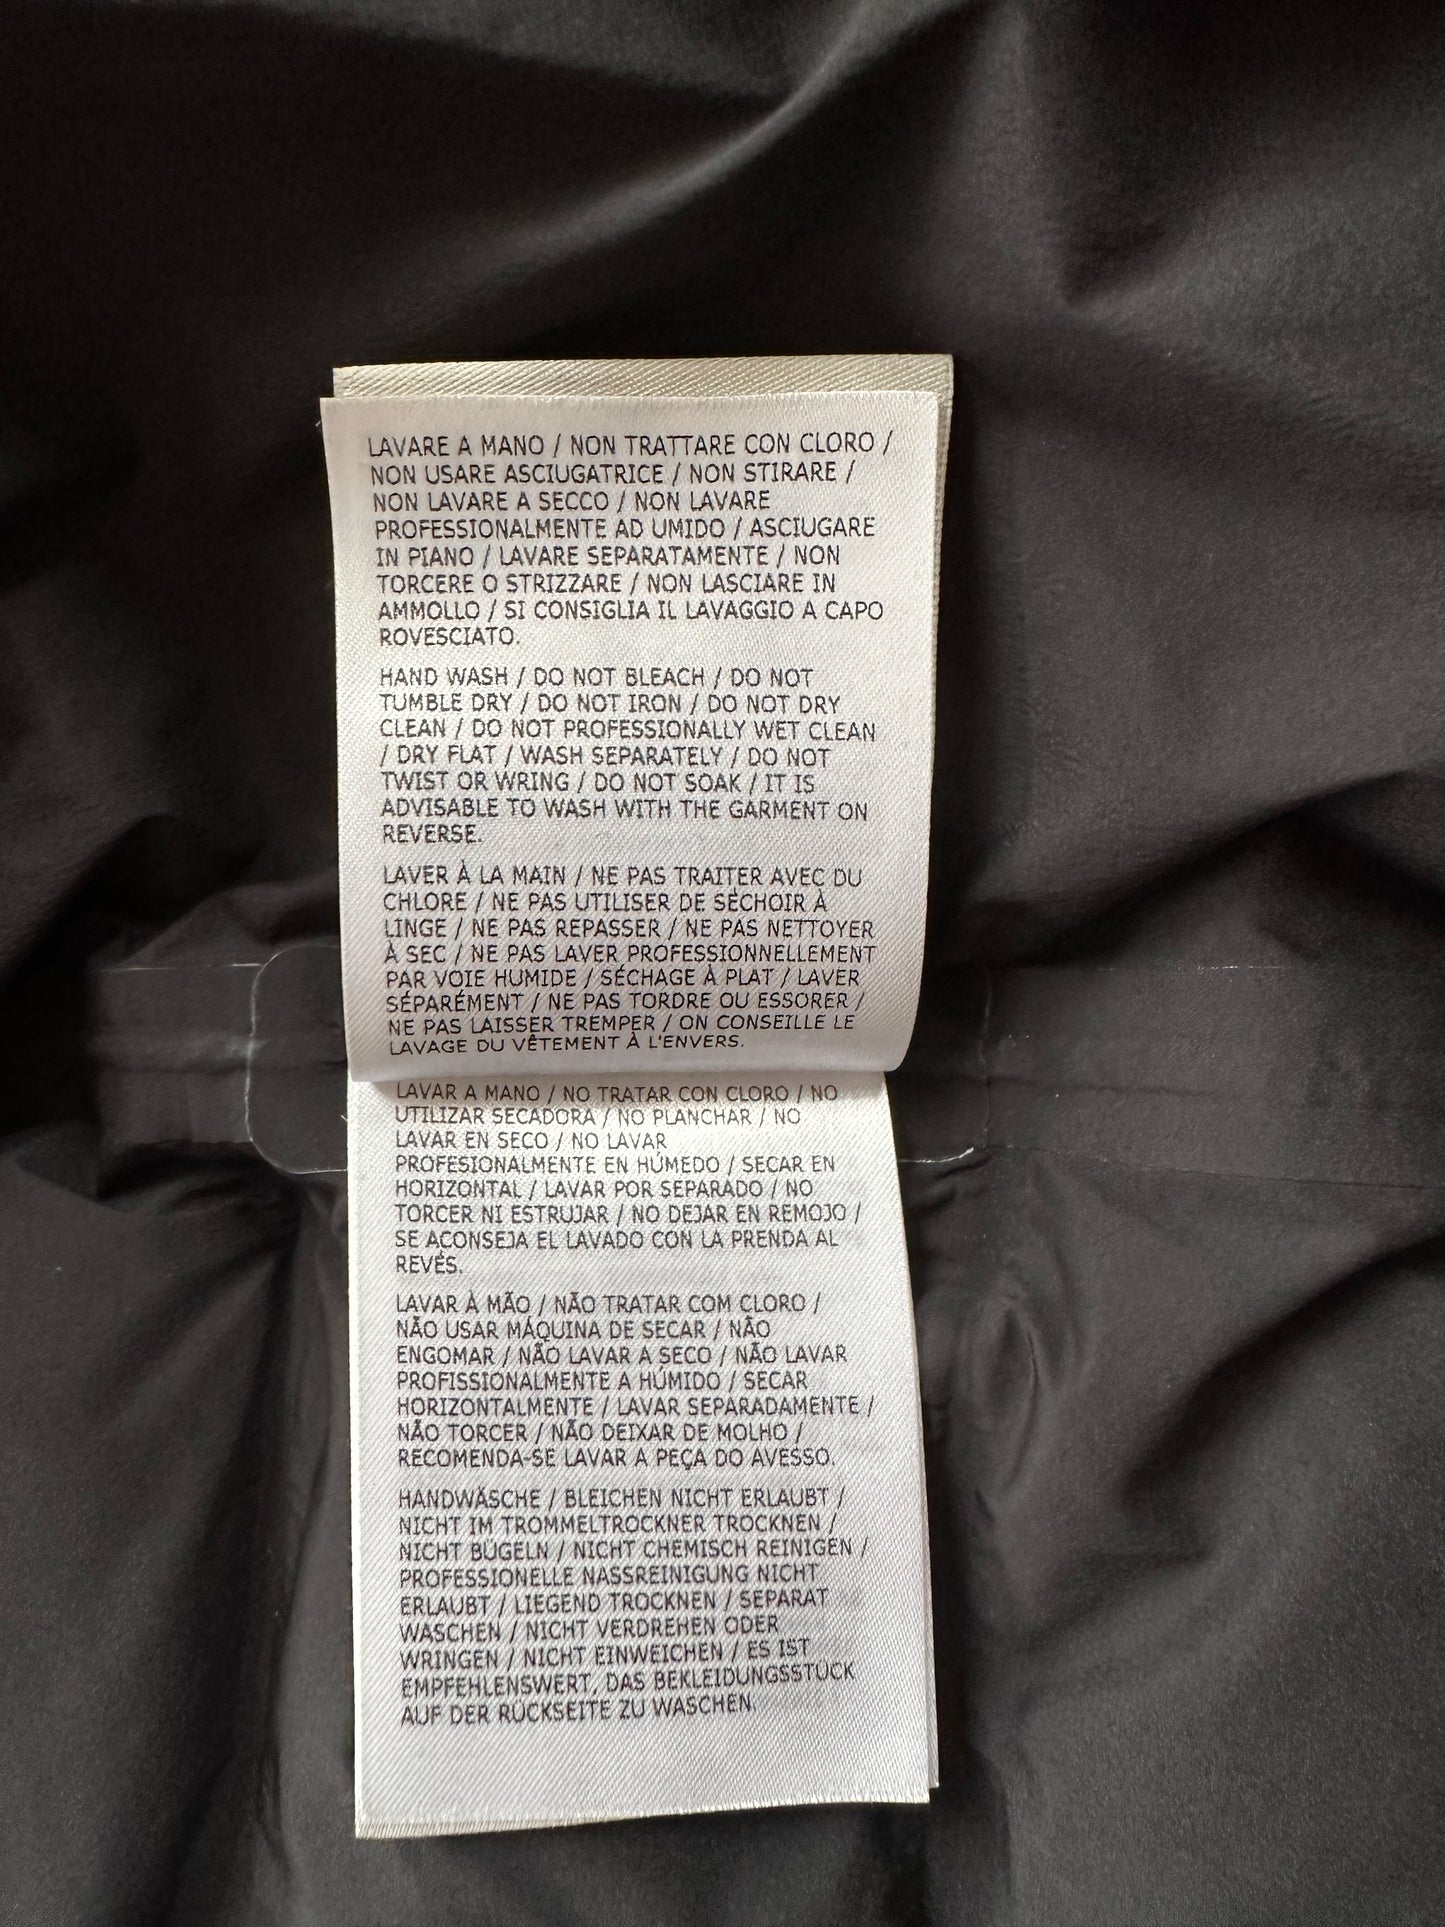 LAVARE A MANO / NON TRATTARE CON CLORO /
NON USARE ASCIUGATRICE / NON STIRARE /
NON LAVARE A SECCO / NON LAVARE
PROFESSIONALMENTE AD UMIDO / ASCIUGARE
IN PIANO / LAVARE SEPARATAMENTE / NON
TORCERE O STRIZZARE / NON LASCIARE IN
AMMOLLO / SI CONSIGLIA IL LAVAGGIO A CAPO
ROVESCIATO.
HAND WASH / DO NOT BLEACH / DO NOT
TUMBLE DRY / DO NOT IRON / DO NOT DRY
CLEAN / DO NOT PROFESSIONALLY WET CLEAN
/ DRY FLAT / WASH SEPARATELY / DO NOT
TWIST OR WRING / DO NOT SOAK / IT IS
ADVISABLE TO WASH WITH THE GARMENT ON
REVERSE.
LAVER À LA MAIN / NE PAS TRAITER AVEC DU
CHLORE / NE PAS UTILISER DE SÉCHOIR À
LINGE / NE PAS REPASSER / NE PAS NETTOYER
À SEC / NE PAS LAVER PROFESSIONNELLEMENT
PAR VOIE HUMIDE / SÉCHAGE À PLAT / LAVER
SÉPARÉMENT / NE PAS TORDRE OU ESSORER /
NE PAS LAISSER TREMPER / ON CONSEILLE LE
LAVAGE DU VÊTEMENT À L'ENVERS.
LAVAR A MANO / NO TRATAR CON CLORO / NO
UTILIZAR SECADORA / NO PLANCHAR / NO
LAVAR EN SECO / NO LAVAR
PROFESIONALMENTE EN HÚMEDO / SECAR EN
HORIZONTAL / LAVAR POR SEPARADO / NO
TORCER NI ESTRUJAR / NO DEJAR EN REMOJO /
SE ACONSEJA EL LAVADO CON LA PRENDA AL
REVÉS.
LAVAR À MÃO / NÃO TRATAR COM CLORO /
NÃO USAR MÁQUINA DE SECAR / NÃO
ENGOMAR / NÃO LAVAR A SECO / NÃO LAVAR
PROFISSIONALMENTE A HÚMIDO / SECAR
HORIZONTALMENTE / LAVAR SEPARADAMENTE /
NÃO TORCER / NÃO DEIXAR DE MOLHO /
RECOMENDA-SE LAVAR A PEÇA DO AVESSO.
HANDWÄSCHE / BLEICHEN NICHT ERLAUBT /
NICHT IM TROMMELTROCKNER TROCKNEN /
NICHT BÜGELN / NICHT CHEMISCH REINIGEN /
PROFESSIONELLE NASSREINIGUNG NICHT
ERLAUBT / LIEGEND TROCKNEN / SEPARAT
WASCHEN / NICHT VERDREHEN ODER
WRINGEN / NICHT EINWEICHEN / ES IST
EMPFEHLENSWERT, DAS BEKLEIDUNGSSTÜCK
AUF DER RÜCKSEITE ZU WASCHEN.